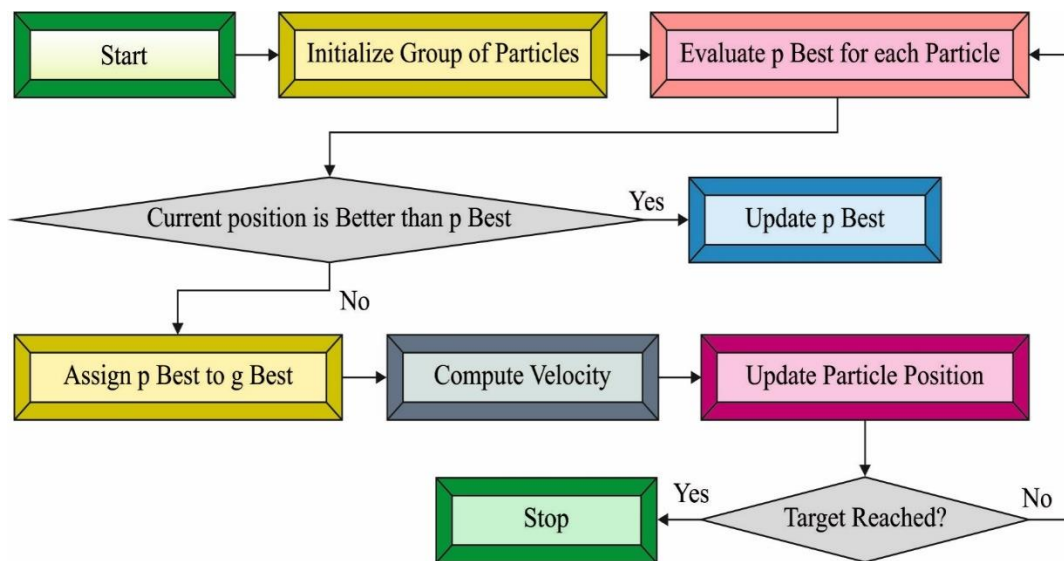 Start
Initialize Group of Particles
Evaluate p Best for each Particle
Current position is Better than p Best
Yes
Update p Best
No
Assign p Best to g Best
Compute Velocity
Update Particle Position
Yes
Stop
Target Reached?
No